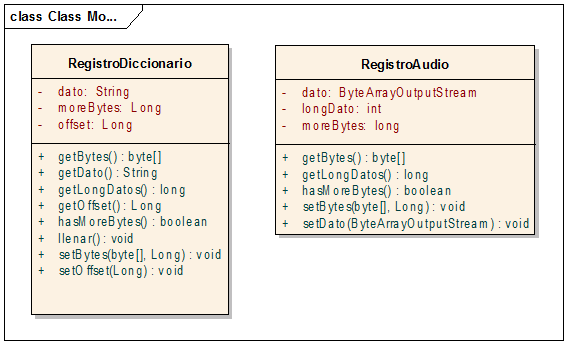 class Class Mo...
RegistroDiccionario
- dato: String
- moreBytes: Long
- offset: Long
+ getBytes() : byte[]
+ getDato() : String
+ getLongDatos() : long
+ getOffset() : Long
+ hasMoreBytes() : boolean
+ llenar() : void
+ setBytes(byte[], Long) : void
+ setOffset(Long) : void
RegistroAudio
- dato: ByteArrayOutputStream
- longDato: int
- moreBytes: long
+ getBytes() : byte[]
+ getLongDatos() : long
+ hasMoreBytes() : boolean
+ setBytes(byte[], Long) : void
+ setDato(ByteArrayOutputStream) : void